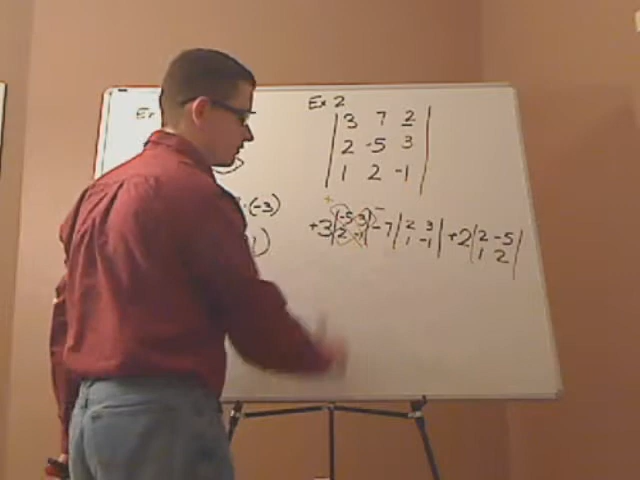 Ex
Ex 2
3 7 2
2 -5 3
1 2 -1
· (-3)
1)
+3 |-5 3| -7 |2 3| +2 |2 -5|
|2 -1| |1 -1| |1 2|